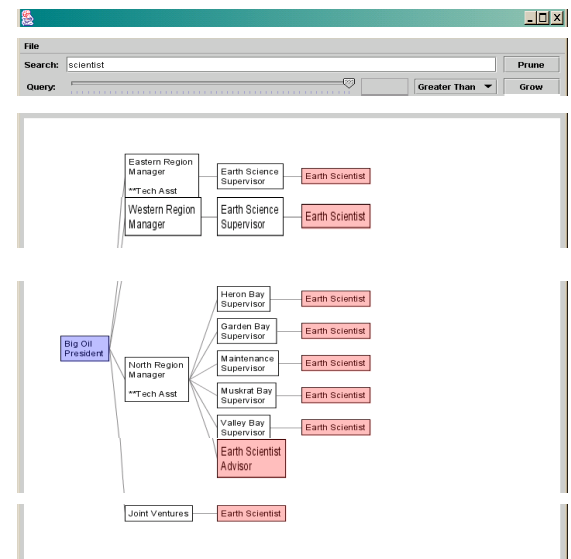 File
Search: scientist Prune
Query: Greater Than Grow
Eastern Region
Manager
**Tech Asst
Earth Science
Supervisor
Earth Scientist
Western Region
Manager
Earth Science
Supervisor
Earth Scientist
Big Oil
President
North Region
Manager
**Tech Asst
Heron Bay
Supervisor
Earth Scientist
Garden Bay
Supervisor
Earth Scientist
Maintenance
Supervisor
Earth Scientist
Muskrat Bay
Supervisor
Earth Scientist
Valley Bay
Supervisor
Earth Scientist
Earth Scientist
Advisor
Joint Ventures
Earth Scientist